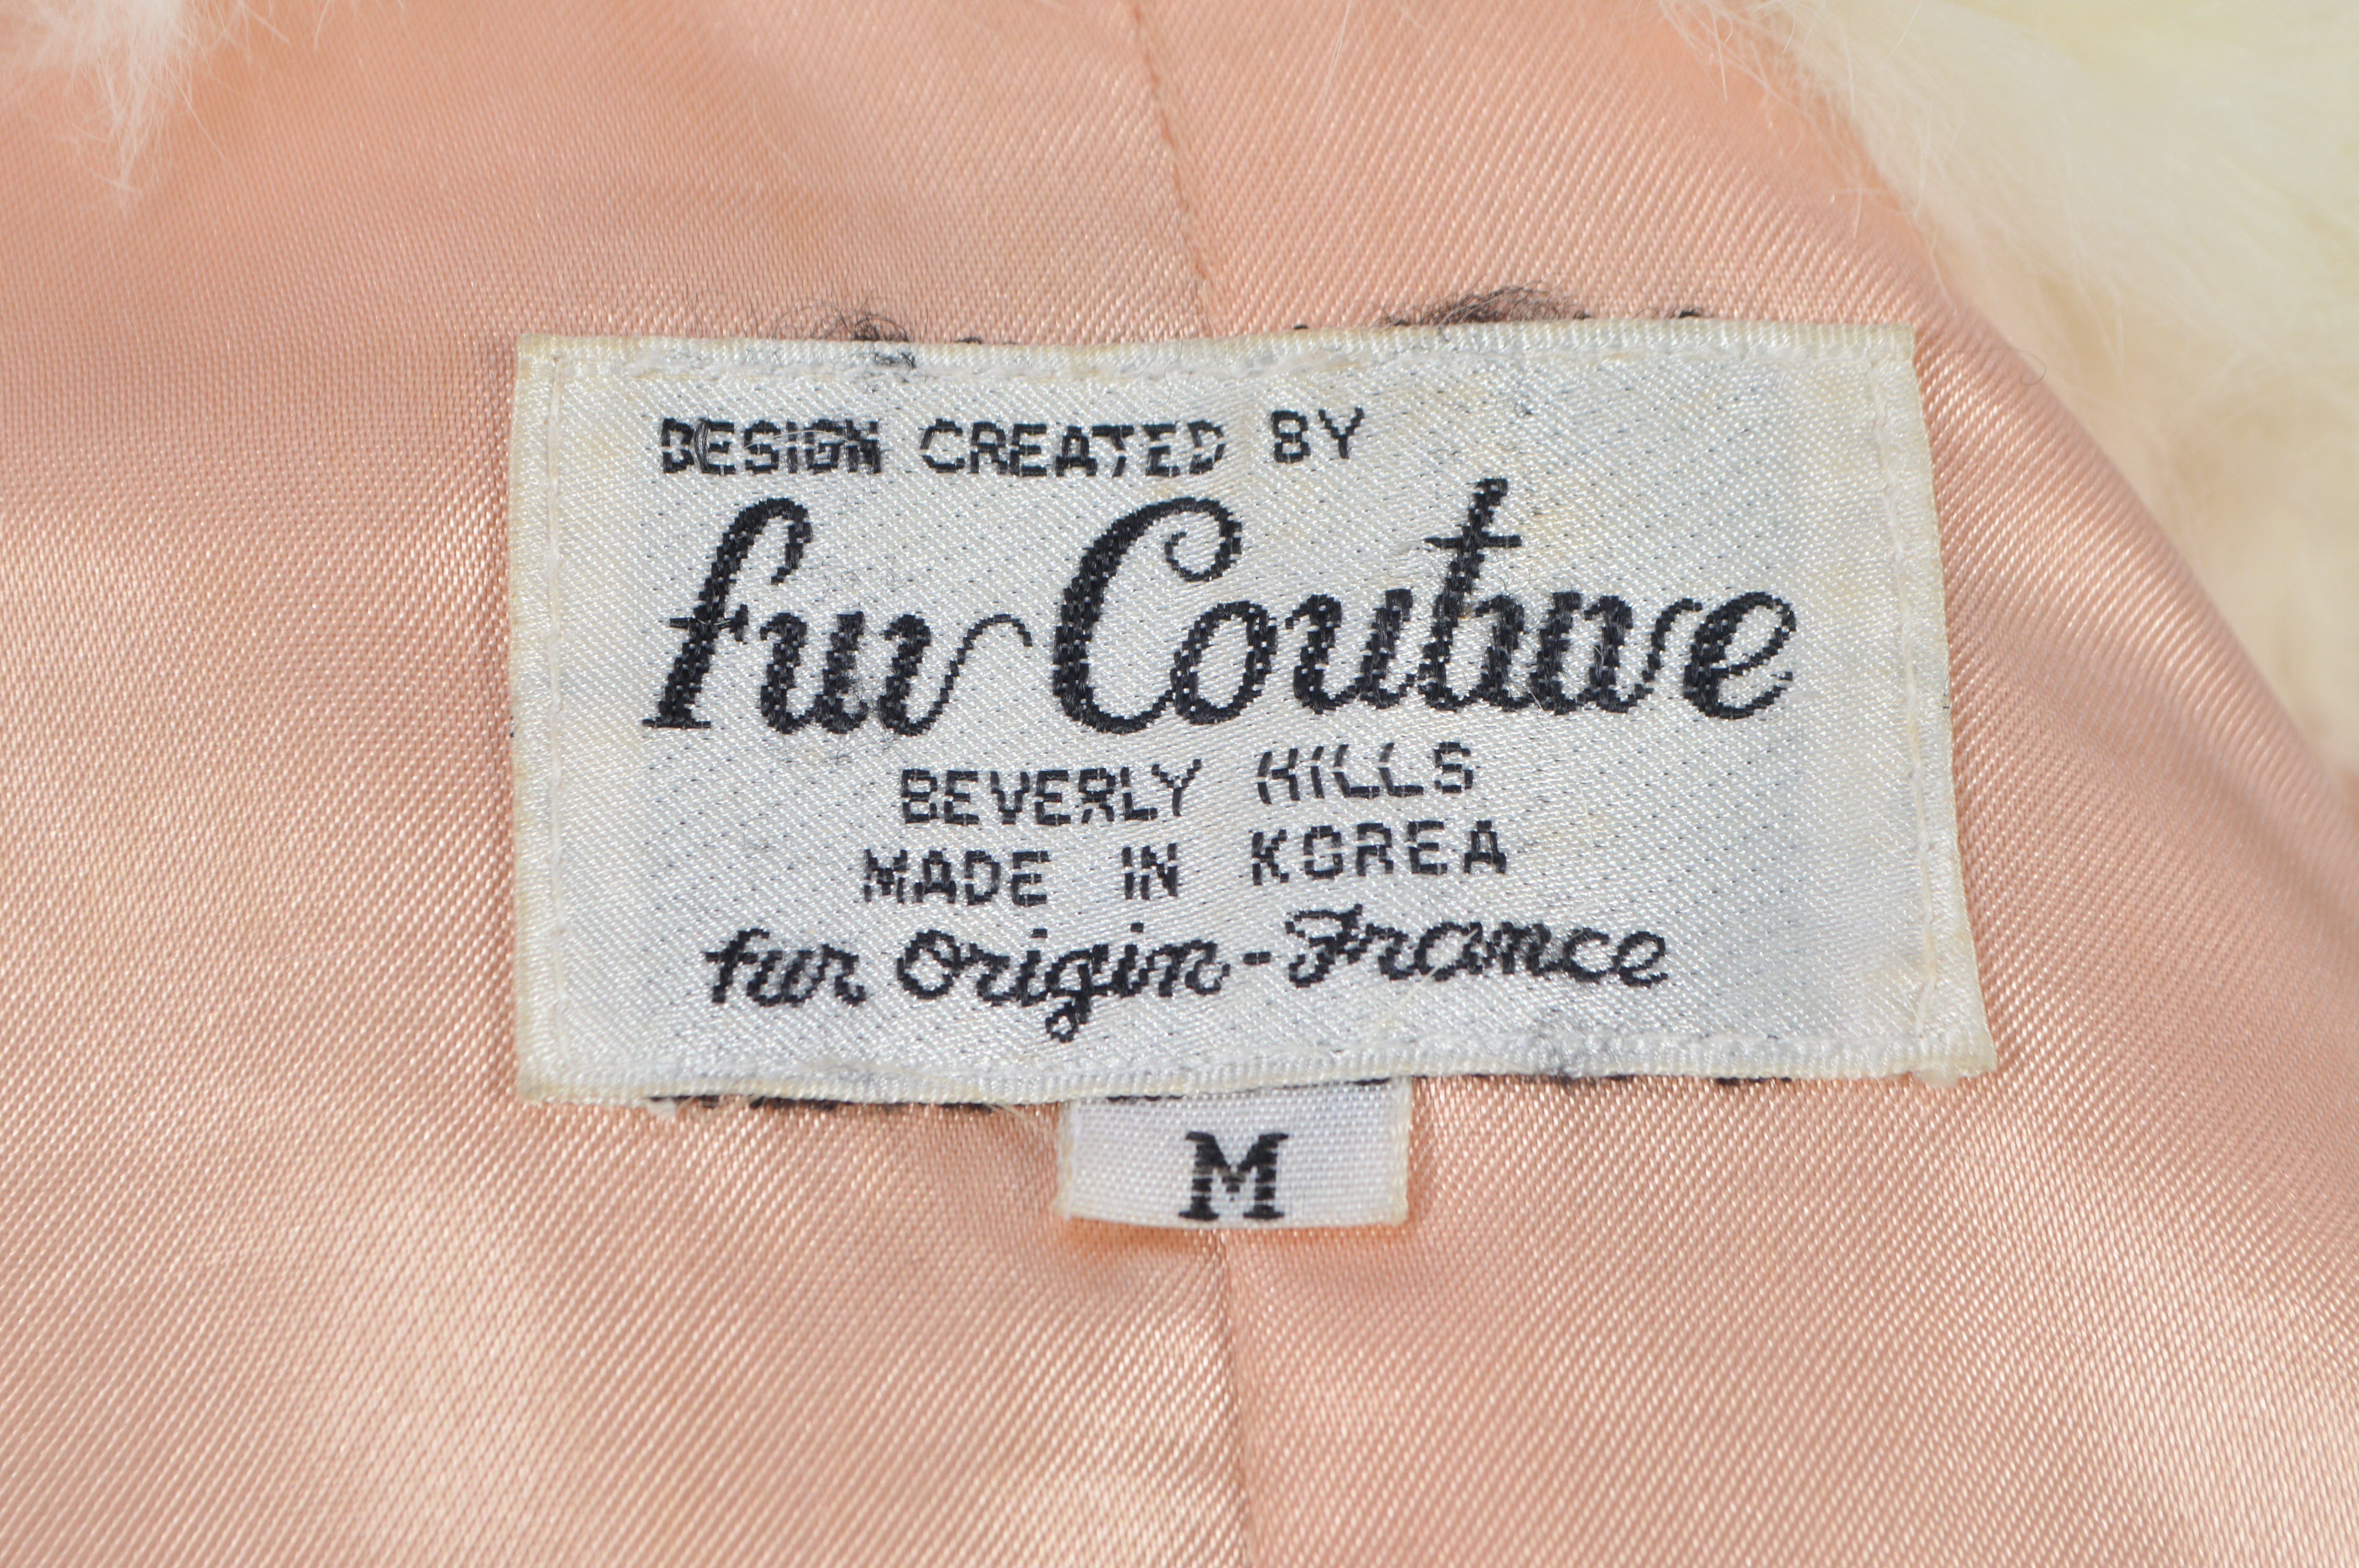 DESIGN CREATED BY
fur Couture
BEVERLY HILLS
MADE IN KOREA
fur origin-France
M